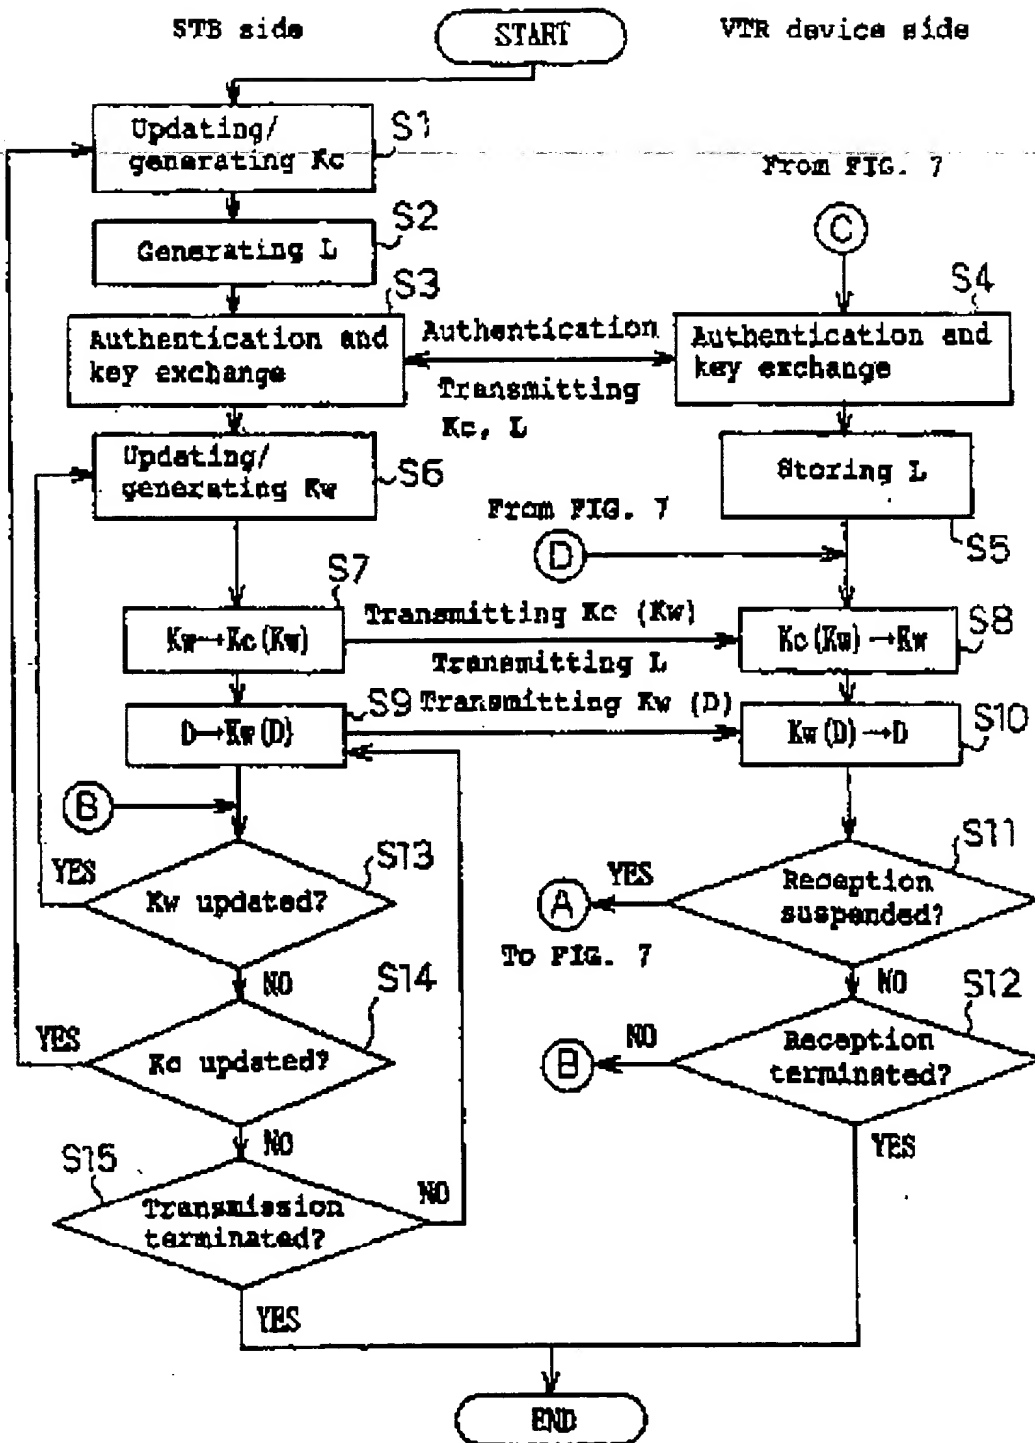 STB side
START
VTR device side
Updating/
generating Kc
S1
From FIG. 7
C
Generating L
S2
S3
S4
Authentication and
key exchange
Authentication
Transmitting
Kc, L
Authentication and
key exchange
Updating/
generating Kw
S6
Storing L
S5
From FIG. 7
D
S7
Kw→Kc(Kw)
Transmitting Kc (Kw)
Transmitting L
Kc(Kw)→Kw
S8
S9
D→Kw(D)
Transmitting Kw (D)
Kw(D)→D
S10
B
S13
YES
Kw updated?
NO
S11
YES
Reception
suspended?
A
To FIG. 7
NO
S14
YES
Kc updated?
NO
S12
NO
Reception
terminated?
B
YES
S15
Transmission
terminated?
NO
YES
END